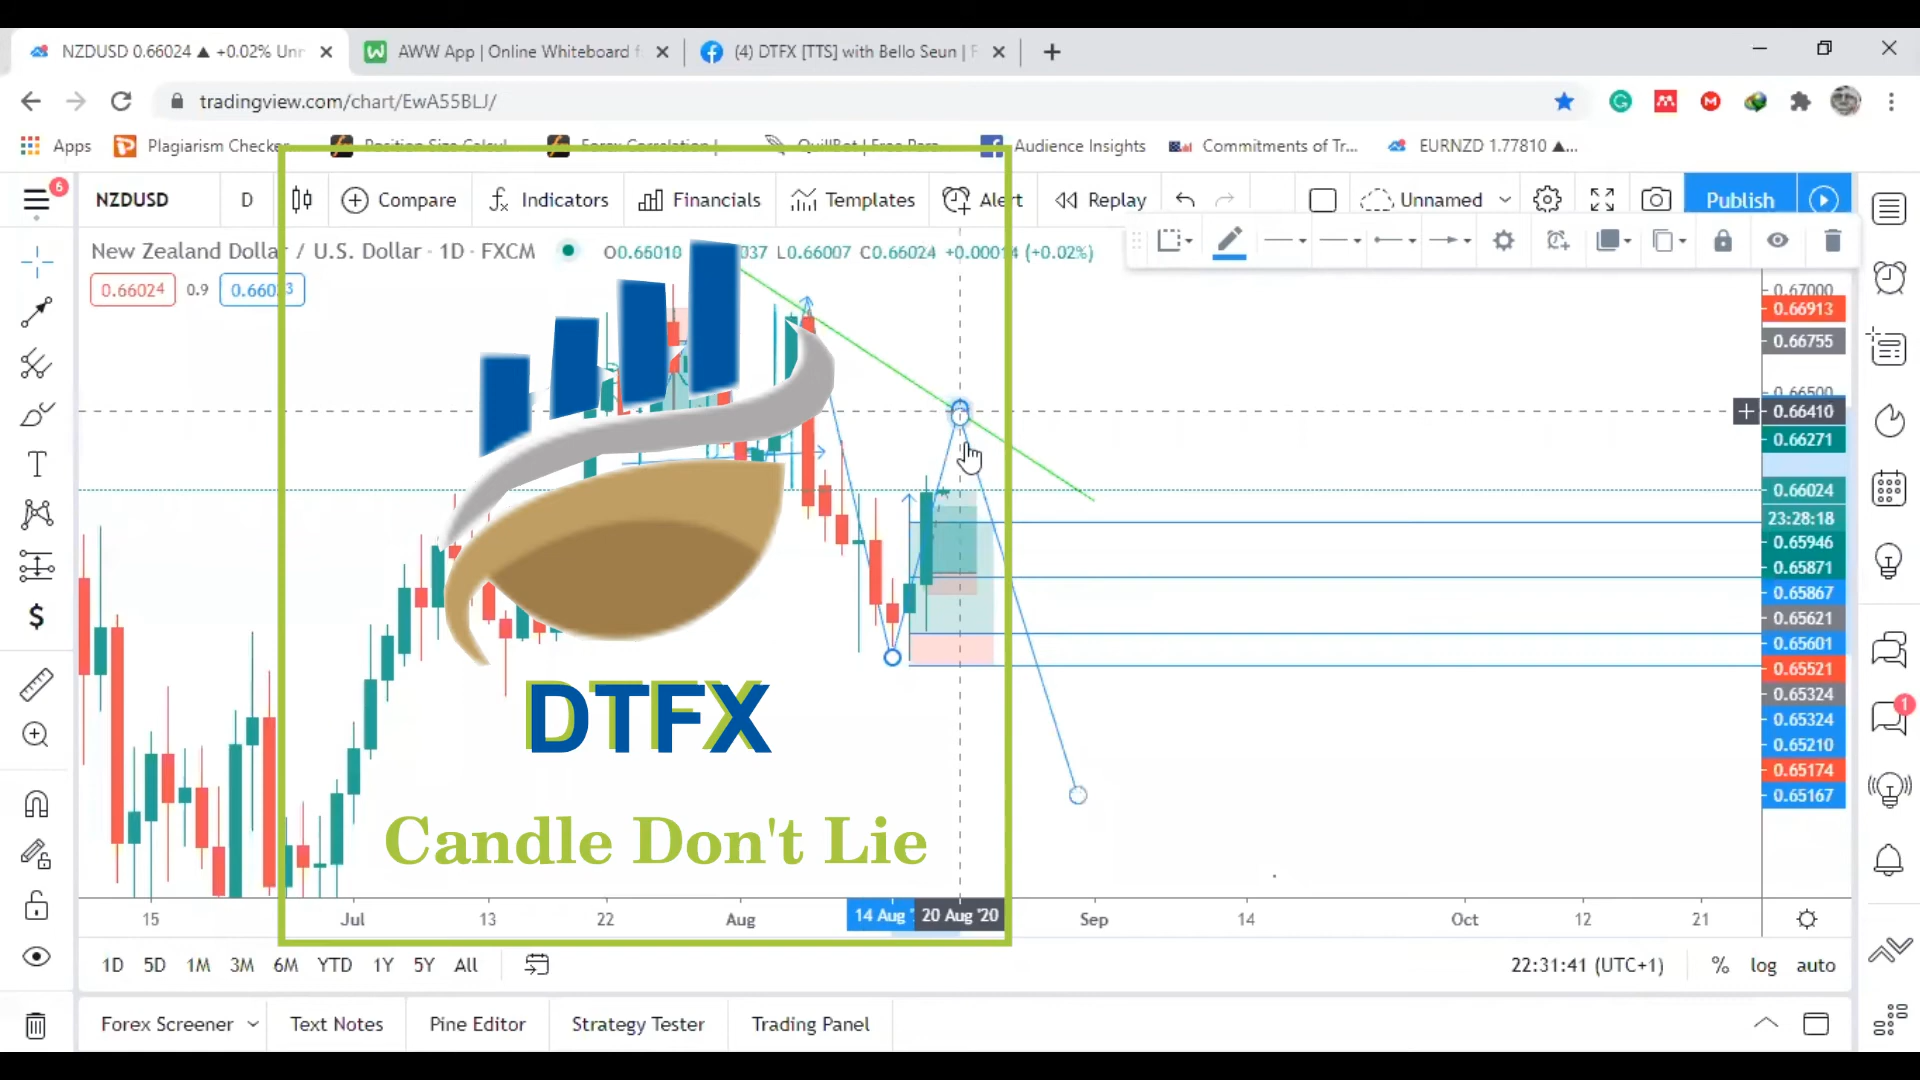 NZDUSD 0.66024 ▲ +0.02% Unn
AWW App | Online Whiteboard f
(4) DTFX [TTS] with Bello Seun | F
tradingview.com/chart/EwA55BLJ/
Apps
Plagiarism Checke
Audience Insights
Commitments of Tr...
EURNZD 1.77810 ▲...
6
NZDUSD
D
Compare
Indicators
Financials
Templates
Alert
Replay
Unnamed
Publish
New Zealand Dollar / U.S. Dollar · 1D · FXCM
O0.66010
037 L0.66007 C0.66024 +0.00014 (+0.02%)
0.66024
0.9
0.67000
0.66913
0.66755
0.66500
0.66410
0.66271
0.66024
23:28:18
0.65946
0.65871
0.65867
0.65621
0.65601
0.65521
0.65324
0.65324
0.65210
0.65174
0.65167
1
DTFX
Candle Don't Lie
15
Jul
13
22
Aug
14 Aug '
20 Aug '20
Sep
14
Oct
12
21
1D
5D
1M
3M
6M
YTD
1Y
5Y
All
22:31:41 (UTC+1)
%
log
auto
Forex Screener
Text Notes
Pine Editor
Strategy Tester
Trading Panel